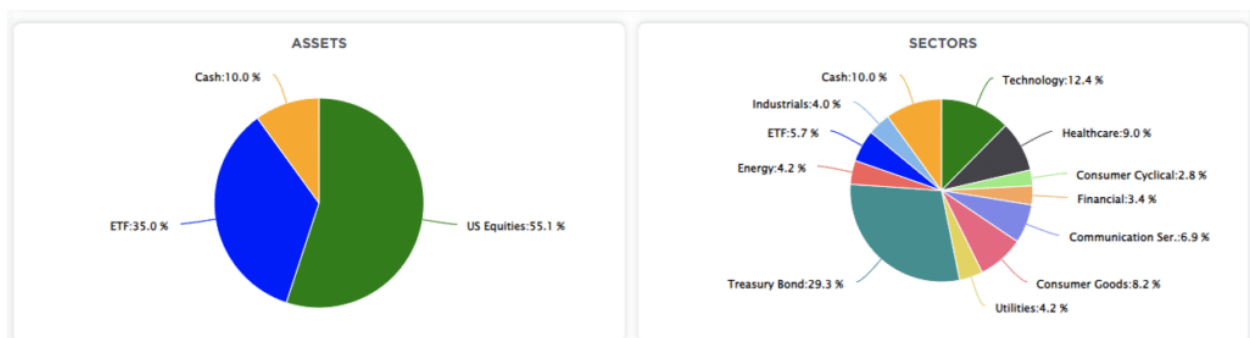 ASSETS
Cash:10.0 %
ETF:35.0 %
US Equities:55.1 %
SECTORS
Cash:10.0 %
Technology:12.4 %
Industrials:4.0 %
ETF:5.7 %
Healthcare:9.0 %
Energy:4.2 %
Consumer Cyclical:2.8 %
Financial:3.4 %
Communication Ser.:6.9 %
Treasury Bond:29.3 %
Consumer Goods:8.2 %
Utilities:4.2 %